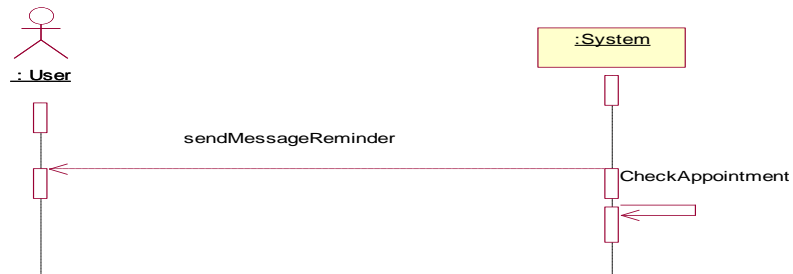 :System
: User
sendMessageReminder
CheckAppointment